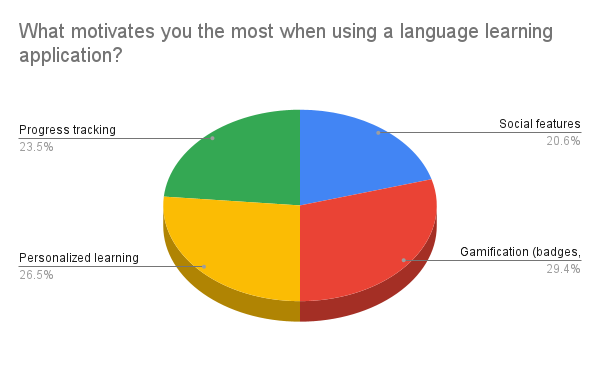 What motivates you the most when using a language learning
application?
Progress tracking
23.5%
Social features
20.6%
Personalized learning
26.5%
Gamification (badges,
29.4%